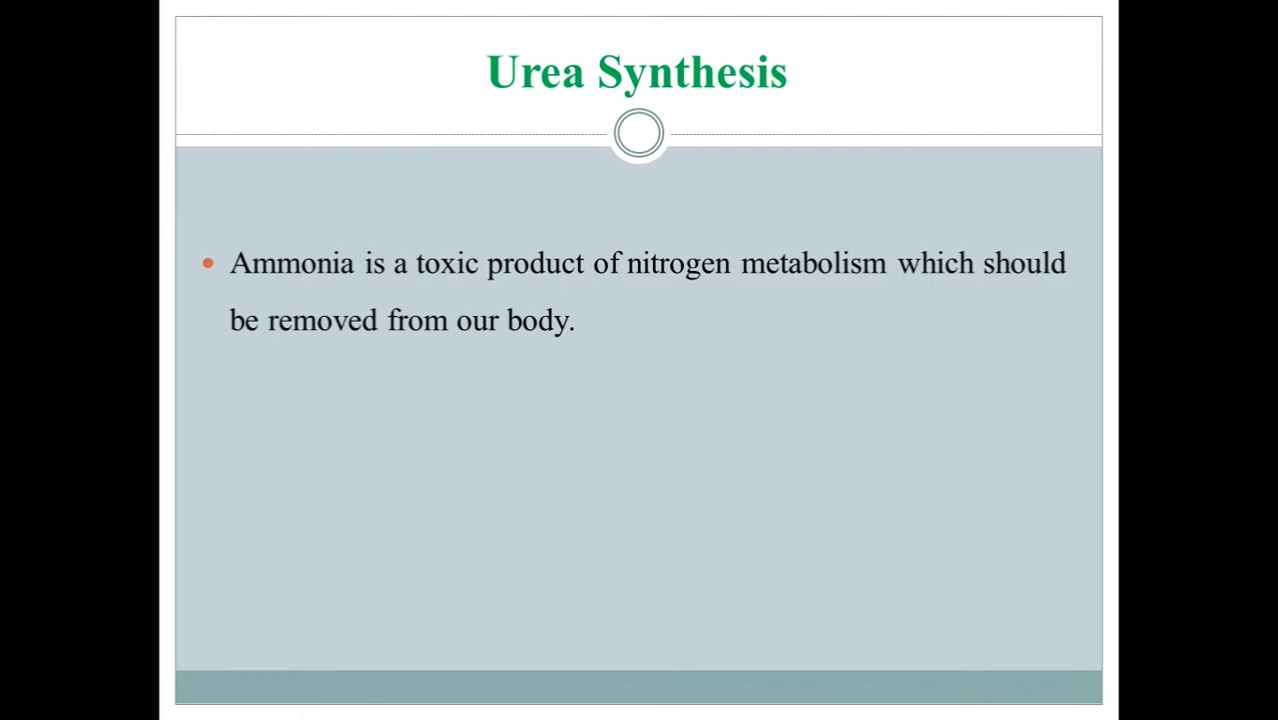 Urea Synthesis
• Ammonia is a toxic product of nitrogen metabolism which should
be removed from our body.